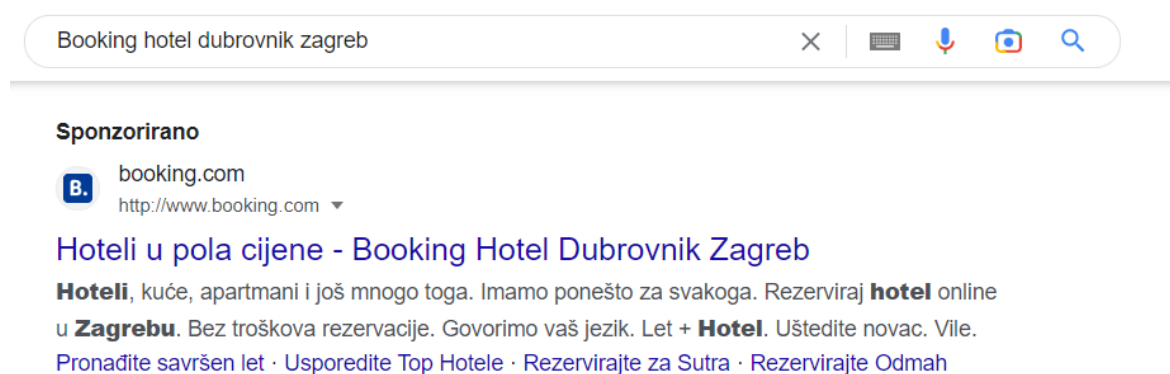 Booking hotel dubrovnik zagreb
Sponzorirano
B.
booking.com
http://www.booking.com
Hoteli u pola cijene - Booking Hotel Dubrovnik Zagreb
Hoteli, kuće, apartmani i još mnogo toga. Imamo ponešto za svakoga. Rezerviraj hotel online
u Zagrebu. Bez troškova rezervacije. Govorimo vaš jezik. Let + Hotel. Uštedite novac. Vile.
Pronađite savršen let · Usporedite Top Hotele · Rezervirajte za Sutra · Rezervirajte Odmah